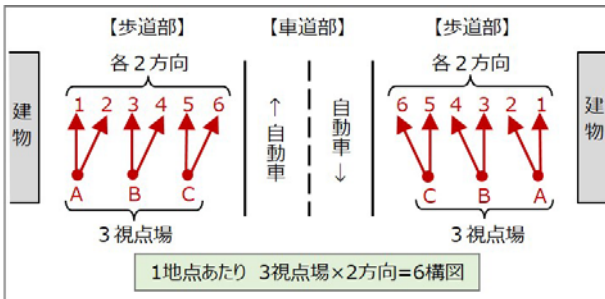 【歩道部】 【車道部】 【歩道部】
各2方向 各2方向
1 2 3 4 5 6
6 5 4 3 2 1
建物
↑自動車
自動車↓
建物
A B C
C B A
3視点場 3視点場
1地点あたり 3視点場×2方向=6構図